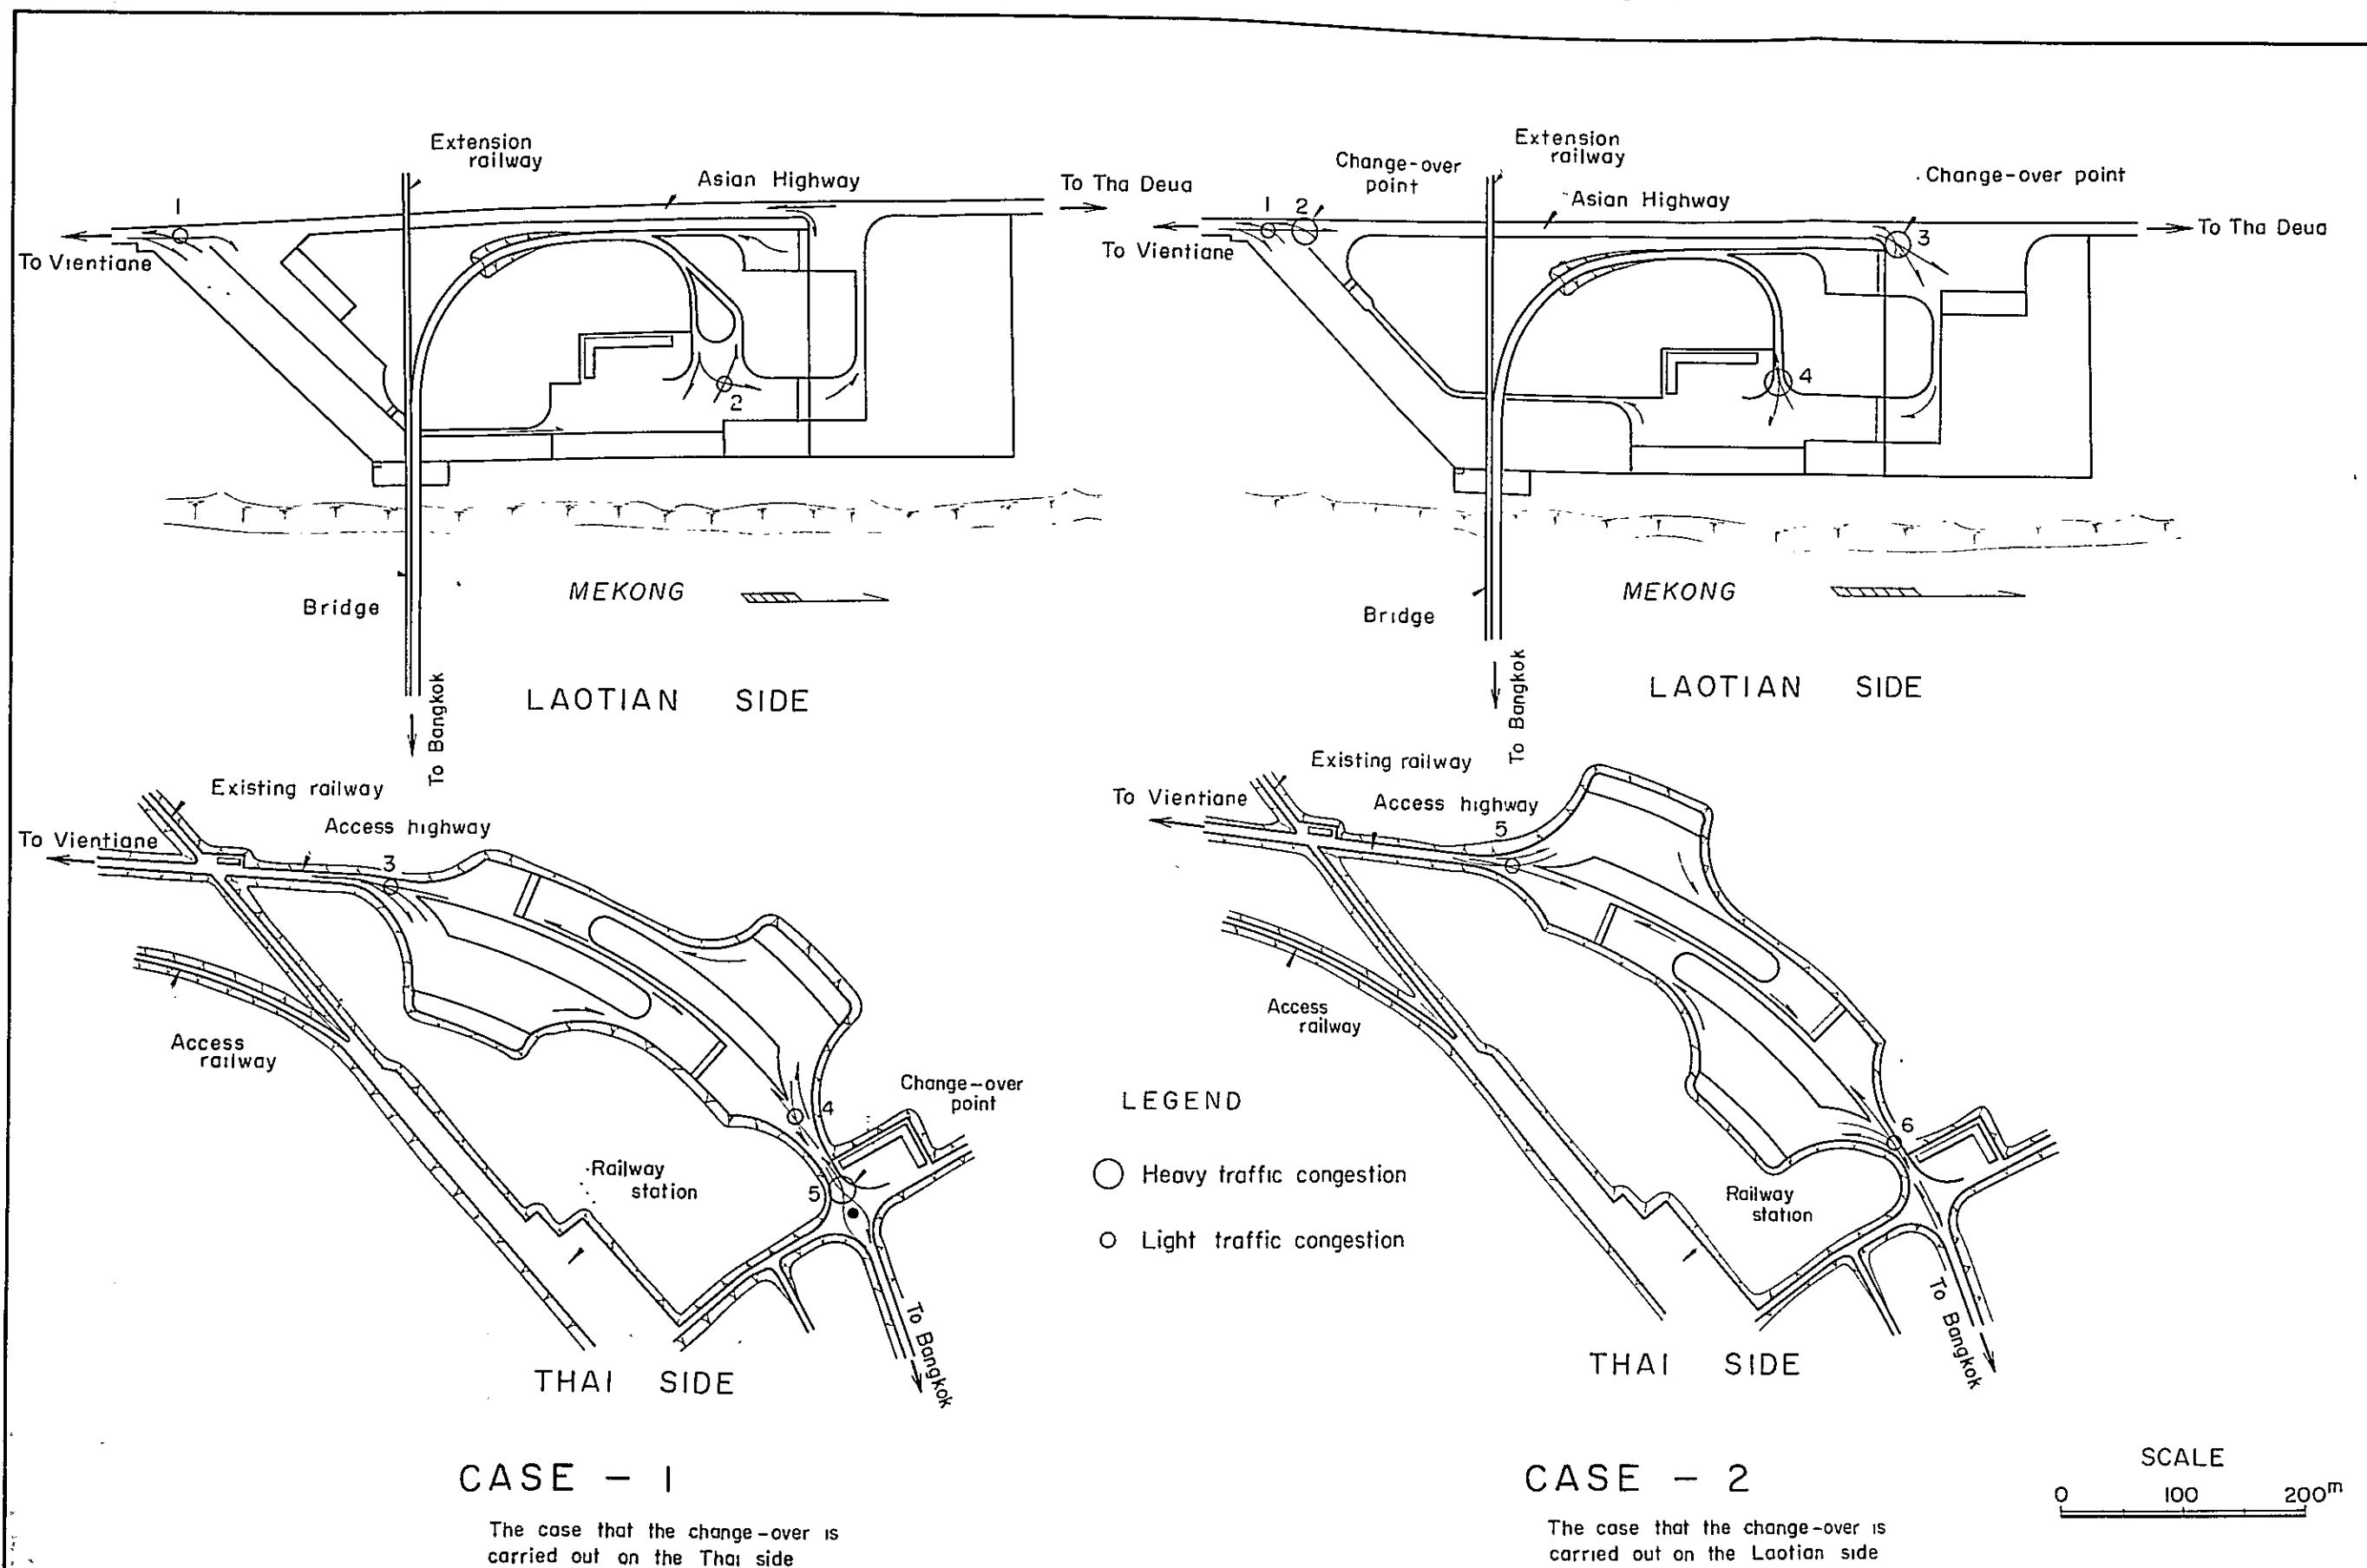 Extension
railway
Asian Highway
To Tha Deua
1
To Vientiane
2
Bridge
MEKONG
To Bangkok
LAOTIAN SIDE
Existing railway
To Vientiane
Access highway
3
Access
railway
Change-over
point
4
Railway
station
5
To Bangkok
THAI SIDE
CASE - 1
The case that the change-over is
carried out on the Thai side
Extension
railway
Change-over
point
Asian Highway
Change-over point
1 2
To Vientiane
3
To Tha Deua
4
MEKONG
Bridge
To Bangkok
LAOTIAN SIDE
Existing railway
To Vientiane
Access highway
5
Access
railway
6
Railway
station
To Bangkok
THAI SIDE
LEGEND
Heavy traffic congestion
Light traffic congestion
CASE - 2
The case that the change-over is
carried out on the Laotian side
SCALE
0 100 200m